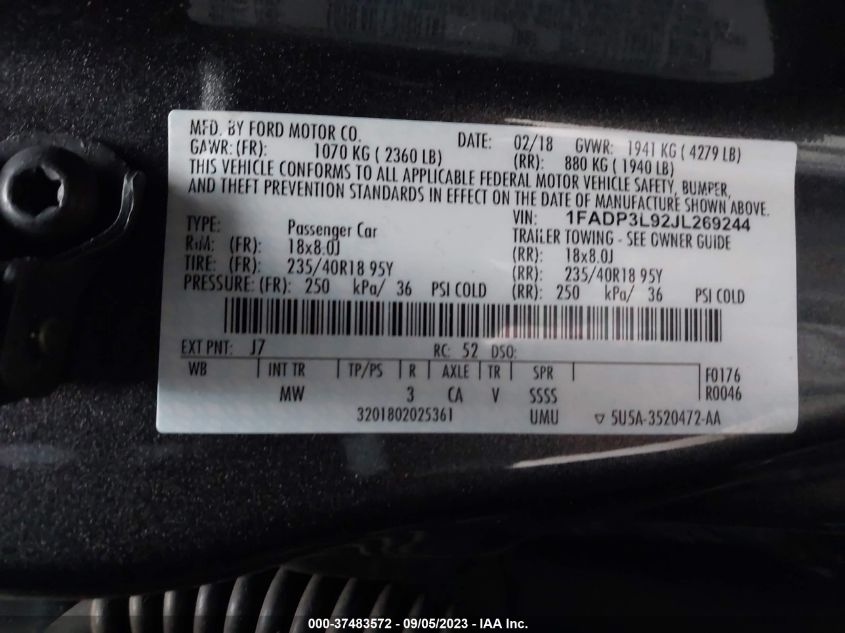 MFD. BY FORD MOTOR CO. DATE: 02/18 GVWR: 1941 KG ( 4279 LB)
GAWR: (FR): 1070 KG ( 2360 LB) (RR): 880 KG ( 1940 LB)
THIS VEHICLE CONFORMS TO ALL APPLICABLE FEDERAL MOTOR VEHICLE SAFETY, BUMPER,
AND THEFT PREVENTION STANDARDS IN EFFECT ON THE DATE OF MANUFACTURE SHOWN ABOVE.
VIN: 1FADP3L92JL269244
TYPE: Passenger Car TRAILER TOWING - SEE OWNER GUIDE
RIM: (FR): 18x8.0J (RR): 18x8.0J
TIRE: (FR): 235/40R18 95Y (RR): 235/40R18 95Y
PRESSURE: (FR): 250 kPa/ 36 PSI COLD (RR): 250 kPa/ 36 PSI COLD
EXT PNT: J7 RC: 52 DSO:
WB INT TR TP/PS R AXLE TR SPR F0176
MW 3 CA V SSSS R0046
3201802025361 UMU ▽ 5U5A-3520472-AA
000-37483572 - 09/05/2023 - IAA Inc.